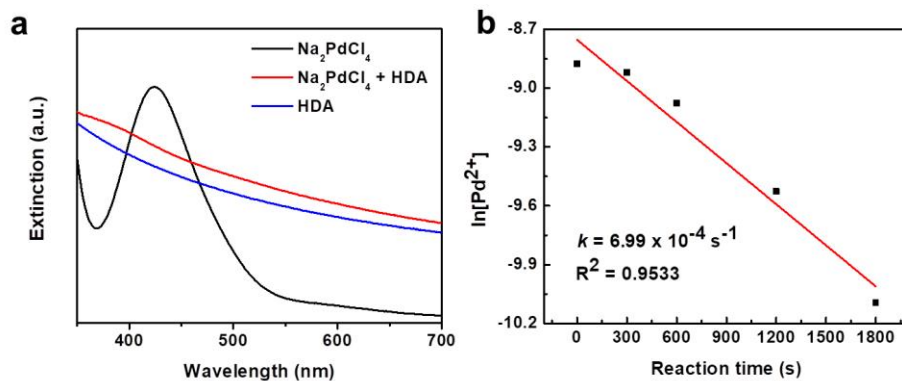 a
Na₂PdCl₄
Na₂PdCl₄ + HDA
HDA
Extinction (a.u.)
400
500
600
700
Wavelength (nm)
b
-8.7
-9.0
-9.3
-9.6
-9.9
-10.2
ln[Pd²⁺]
k = 6.99 x 10⁻⁴ s⁻¹
R² = 0.9533
0 300 600 900 1200 1500 1800
Reaction time (s)